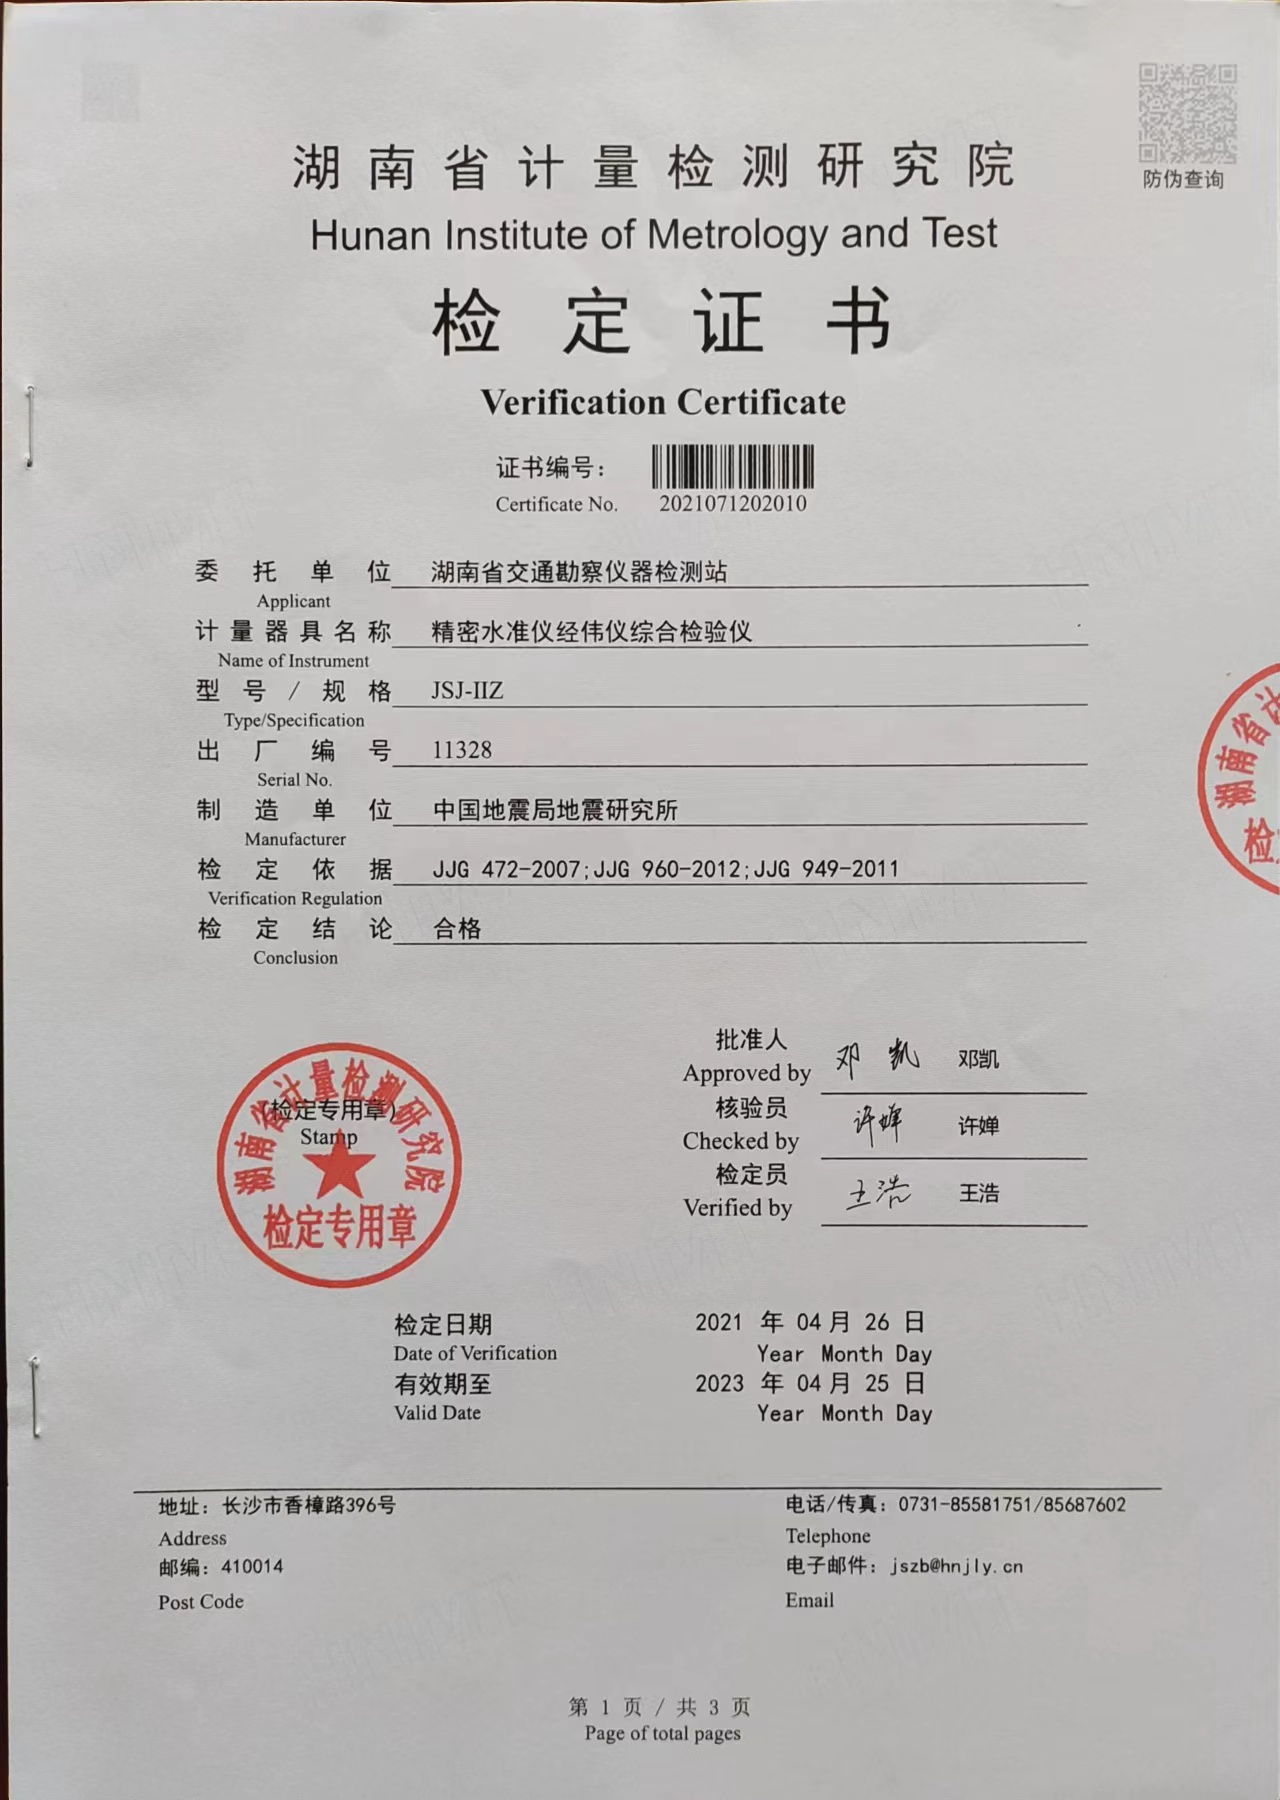 防伪查询
湖南省计量检测研究院
Hunan Institute of Metrology and Test
检定证书
Verification Certificate
证书编号：
Certificate No. 2021071202010
委托单位 湖南省交通勘察仪器检测站
Applicant
计量器具名称 精密水准仪经伟仪综合检验仪
Name of Instrument
型号/规格 JSJ-IIZ
Type/Specification
出厂编号 11328
Serial No.
制造单位 中国地震局地震研究所
Manufacturer
检定依据 JJG 472-2007;JJG 960-2012;JJG 949-2011
Verification Regulation
检定结论 合格
Conclusion
湖南省计
检
批准人 邓凯 邓凯
Approved by
核验员 许婵 许婵
Checked by
检定员 王浩 王浩
Verified by
湖南省计量检测研究院
(检定专用章)
Stamp
检定专用章
检定日期 2021 年 04月 26 日
Date of Verification Year Month Day
有效期至 2023 年 04月 25 日
Valid Date Year Month Day
地址：长沙市香樟路396号 电话/传真：0731-85581751/85687602
Address Telephone
邮编：410014 电子邮件：jszb@hnjly.cn
Post Code Email
第 1 页 / 共 3 页
Page of total pages